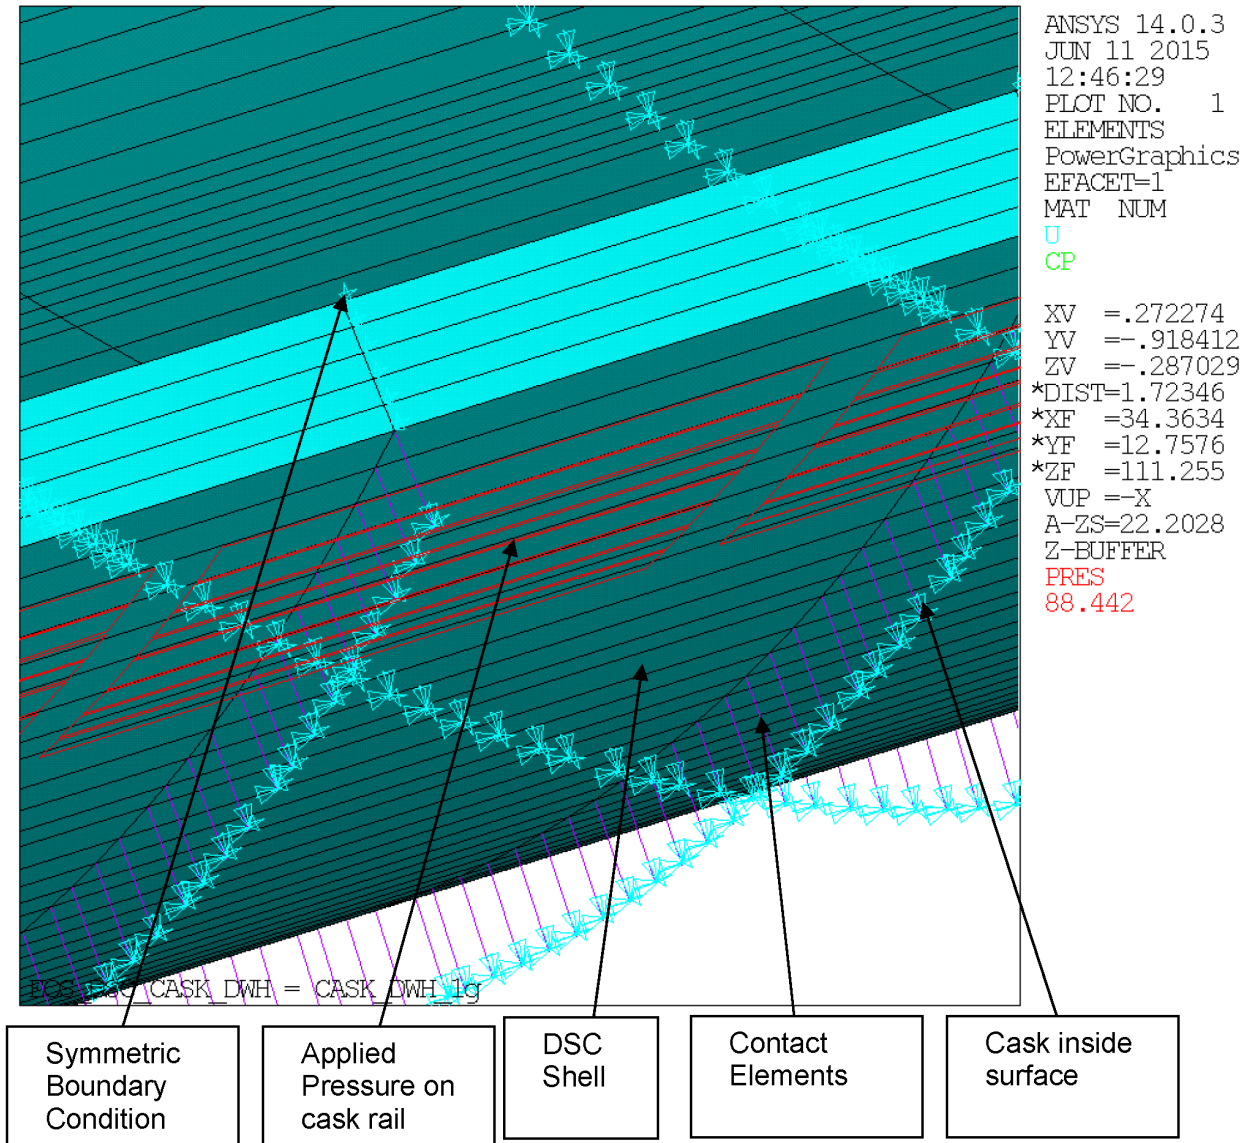 ANSYS 14.0.3
JUN 11 2015
12:46:29
PLOT NO.   1
ELEMENTS
PowerGraphics
EFACET=1
MAT  NUM
U
CP
XV  =.272274
YV  =-.918412
ZV  =-.287029
*DIST=1.72346
*XF  =34.3634
*YF  =12.7576
*ZF  =111.255
VUP =-X
A-ZS=22.2028
Z-BUFFER
PRES
88.442
CASK_DWH = CASK_DWH_1g
Symmetric
Boundary
Condition
Applied
Pressure on
cask rail
DSC
Shell
Contact
Elements
Cask inside
surface